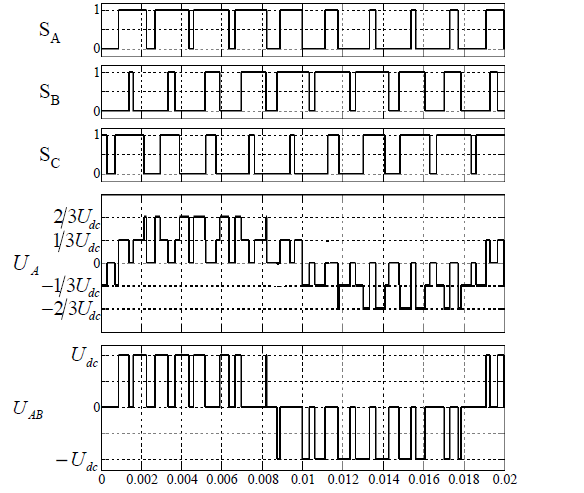 S_A
1
0
S_B
1
0
S_C
1
0
U_A
2/3U_dc
1/3U_dc
0
−1/3U_dc
−2/3U_dc
U_AB
U_dc
0
−U_dc
0 0.002 0.004 0.006 0.008 0.01 0.012 0.014 0.016 0.018 0.02